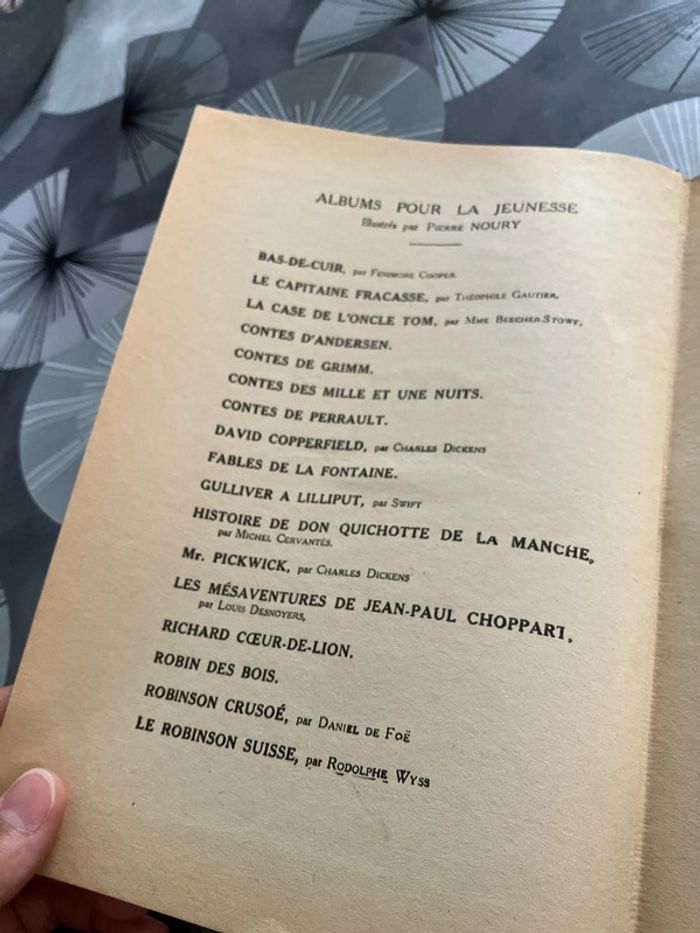 ALBUMS POUR LA JEUNESSE
Illustrés par PIERRE NOURY
BAS-DE-CUIR, par FENIMORE COOPER.
LE CAPITAINE FRACASSE, par THÉOPHILE GAUTIER.
LA CASE DE L'ONCLE TOM, par MME BEECHER-STOWE,
CONTES D'ANDERSEN.
CONTES DE GRIMM.
CONTES DES MILLE ET UNE NUITS.
CONTES DE PERRAULT.
DAVID COPPERFIELD, par CHARLES DICKENS
FABLES DE LA FONTAINE.
GULLIVER A LILLIPUT, par SWIFT
HISTOIRE DE DON QUICHOTTE DE LA MANCHE,
par MICHEL CERVANTÈS.
Mr. PICKWICK, par CHARLES DICKENS
LES MÉSAVENTURES DE JEAN-PAUL CHOPPART,
par LOUIS DESNOYERS,
RICHARD CŒUR-DE-LION.
ROBIN DES BOIS.
ROBINSON CRUSOÉ, par DANIEL DE FOË
LE ROBINSON SUISSE, par RODOLPHE WYSS